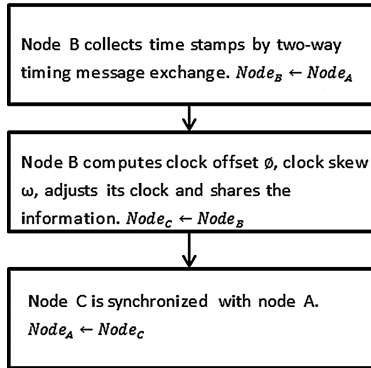 Node B collects time stamps by two-way
timing message exchange. Node_B ← Node_A
Node B computes clock offset ø, clock skew
ω, adjusts its clock and shares the
information. Node_C ← Node_B
Node C is synchronized with node A.
Node_A ← Node_C